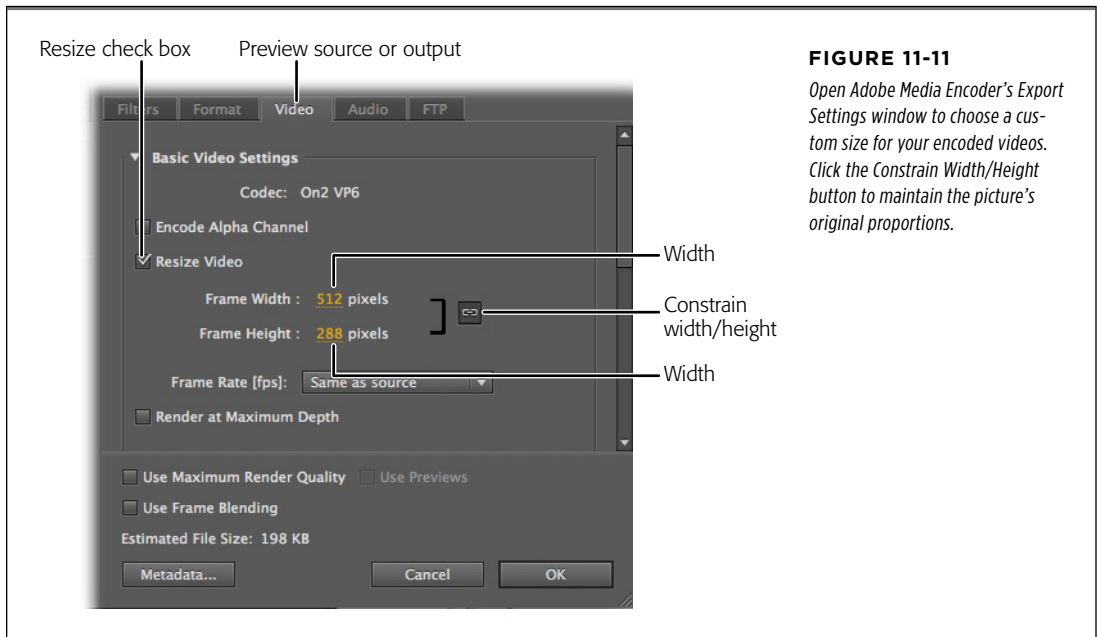 Resize check box
Preview source or output
Filters Format Video Audio FTP
Basic Video Settings
Codec: On2 VP6
Encode Alpha Channel
Resize Video
Frame Width : 512 pixels
Frame Height : 288 pixels
Frame Rate [fps]: Same as source
Render at Maximum Depth
Use Maximum Render Quality Use Previews
Use Frame Blending
Estimated File Size: 198 KB
Metadata... Cancel OK
Width
Constrain
width/height
Width
FIGURE 11-11
Open Adobe Media Encoder's Export
Settings window to choose a cus-
tom size for your encoded videos.
Click the Constrain Width/Height
button to maintain the picture's
original proportions.